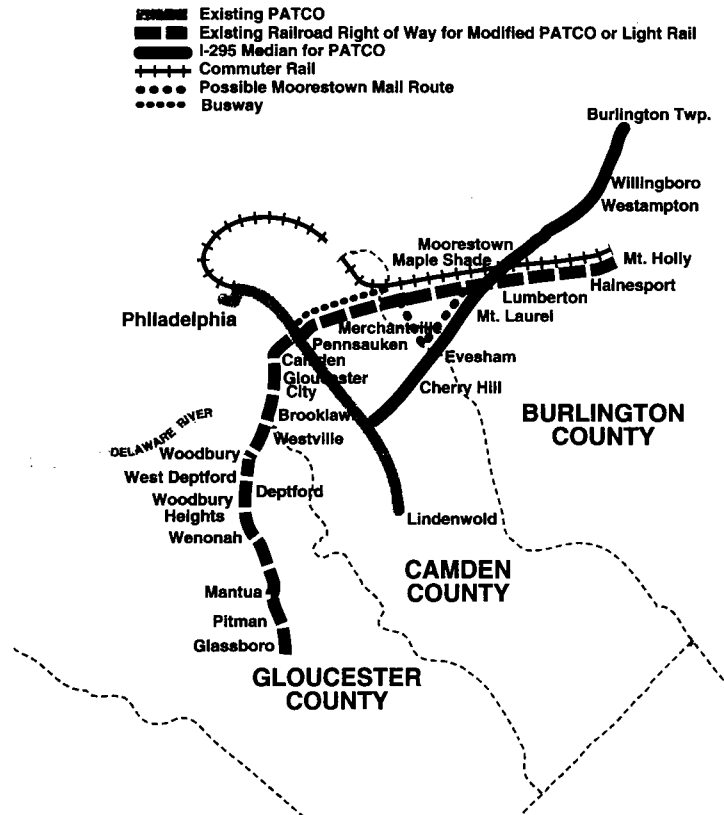 Existing PATCO
Existing Railroad Right of Way for Modified PATCO or Light Rail
I-295 Median for PATCO
Commuter Rail
Possible Moorestown Mall Route
Busway
Burlington Twp.
Willingboro
Westampton
Moorestown
Maple Shade
Mt. Holly
Hainesport
Lumberton
Mt. Laurel
Philadelphia
Merchantville
Pennsauken
Camden
Evesham
Gloucester
City
Cherry Hill
Brooklawn
BURLINGTON
COUNTY
DELAWARE RIVER
Westville
Woodbury
West Deptford
Deptford
Woodbury
Heights
Lindenwold
Wenonah
CAMDEN
COUNTY
Mantua
Pitman
Glassboro
GLOUCESTER
COUNTY